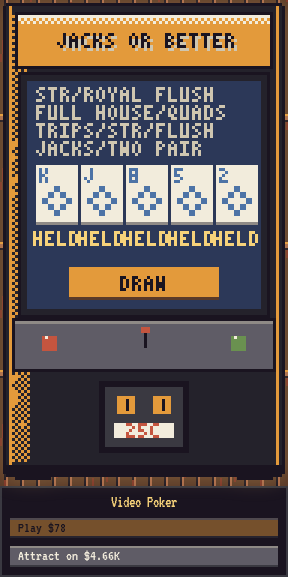 JACKS OR BETTER
STR/ROYAL FLUSH
FULL HOUSE/QUADS
TRIPS/STR/FLUSH
JACKS/TWO PAIR
K J 8 5 2
HELD HELD HELD HELD HELD
DRAW
25C
Video Poker
Play $78
Attract on $4.66K